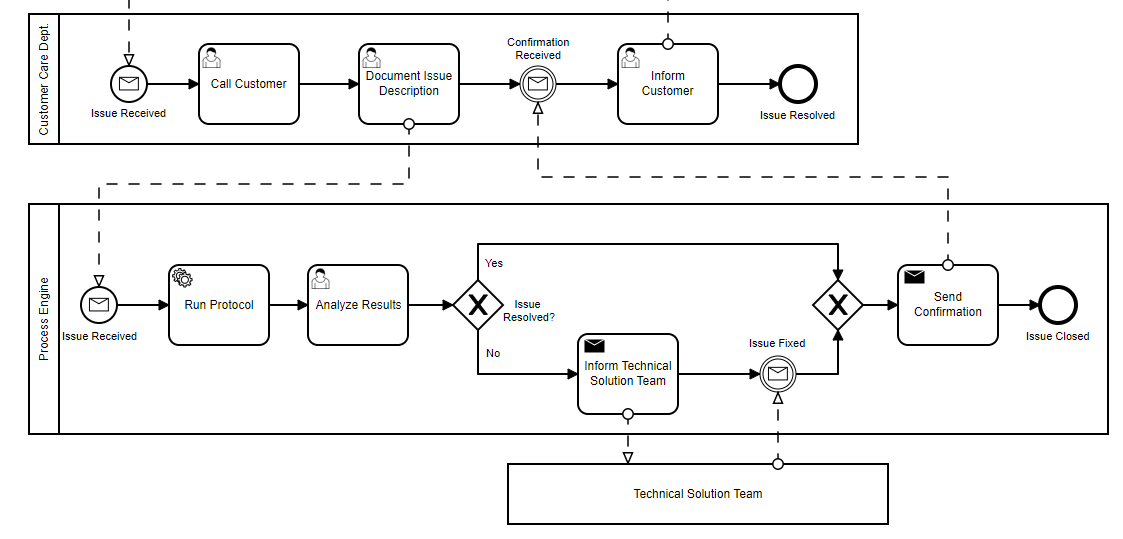 Customer Care Dept.
Confirmation
Received
Issue Received
Call Customer
Document Issue
Description
Inform
Customer
Issue Resolved
Process Engine
Issue Received
Run Protocol
Analyze Results
Yes
Issue
Resolved?
No
Inform Technical
Solution Team
Issue Fixed
Send
Confirmation
Issue Closed
Technical Solution Team